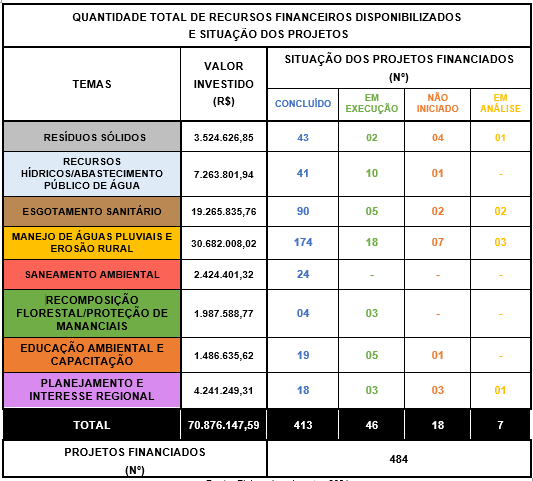 QUANTIDADE TOTAL DE RECURSOS FINANCEIROS DISPONIBILIZADOS
E SITUAÇÃO DOS PROJETOS
TEMAS
VALOR
INVESTIDO
(R$)
SITUAÇÃO DOS PROJETOS FINANCIADOS
(Nº)
CONCLUÍDO
EM
EXECUÇÃO
NÃO
INICIADO
EM
ANÁLISE
RESÍDUOS SÓLIDOS 3.524.626,85 43 02 04 01
RECURSOS
HÍDRICOS/ABASTECIMENTO 7.263.801,94 41 10 01 -
PÚBLICO DE ÁGUA
ESGOTAMENTO SANITÁRIO 19.265.835,76 90 05 02 02
MANEJO DE ÁGUAS PLUVIAIS E
EROSÃO RURAL 30.682.008,02 174 18 07 03
SANEAMENTO AMBIENTAL 2.424.401,32 24 - - -
RECOMPOSIÇÃO
FLORESTAL/PROTEÇÃO DE 1.987.588,77 04 03 - -
MANANCIAIS
EDUCAÇÃO AMBIENTAL E
CAPACITAÇÃO 1.486.635,62 19 05 01 -
PLANEJAMENTO E
INTERESSE REGIONAL 4.241.249,31 18 03 03 01
TOTAL 70.876.147,59 413 46 18 7
PROJETOS FINANCIADOS
(Nº)
484